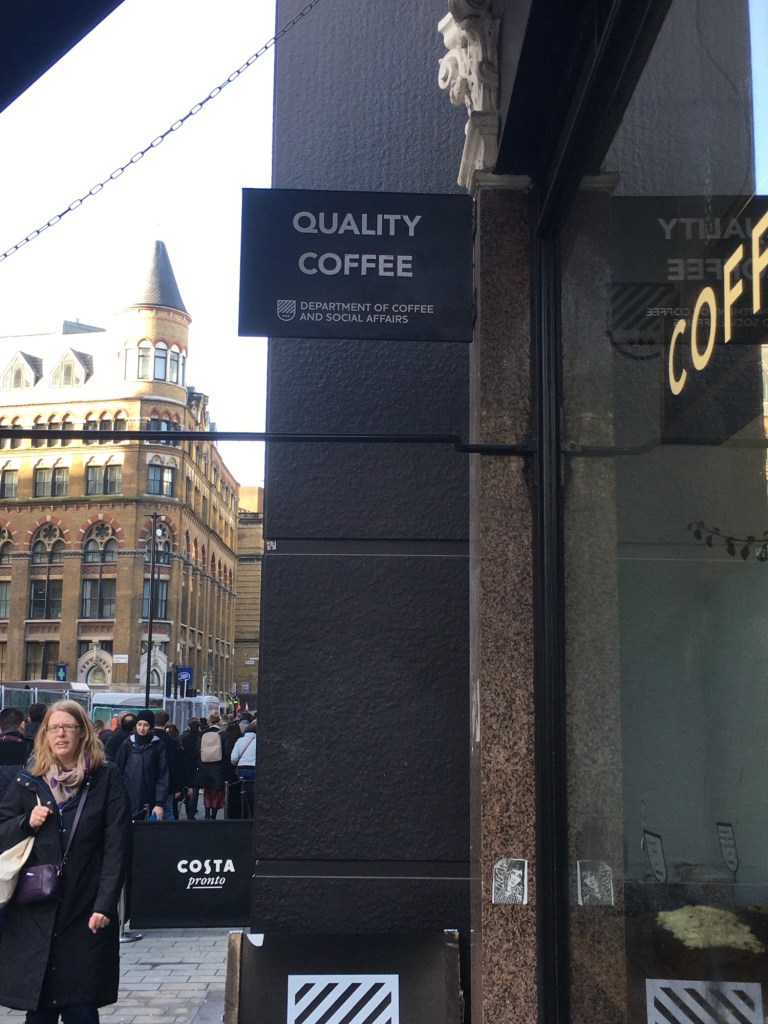 QUALITY
COFFEE
DEPARTMENT OF COFFEE
AND SOCIAL AFFAIRS
COFF
COSTA
pronto